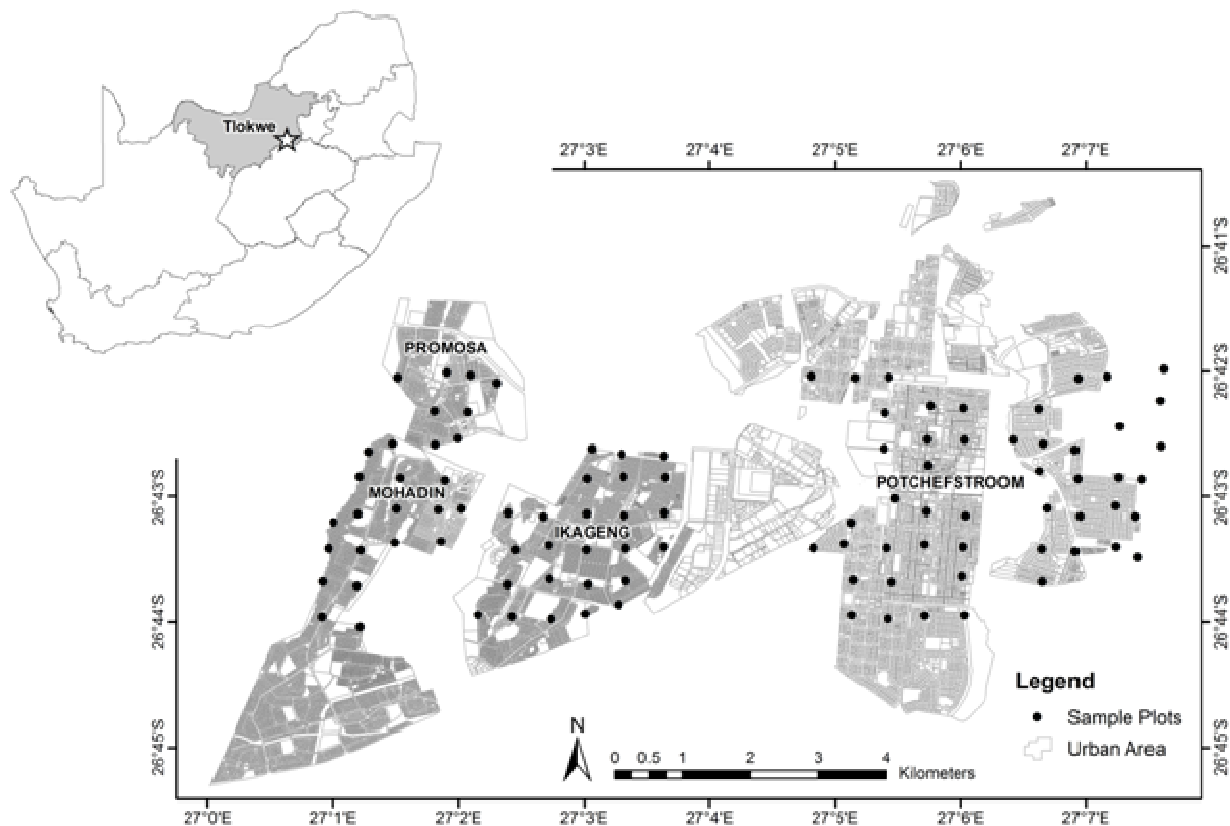 Tlokwe
27°3'E
27°4'E
27°5'E
27°6'E
27°7'E
26°41'S
26°42'S
26°43'S
26°44'S
26°45'S
PROMOSA
MOHADIN
IKAGENG
POTCHEFSTROOM
26°43'S
26°44'S
26°45'S
Legend
Sample Plots
Urban Area
N
0 0.5 1 2 3 4
Kilometers
27°0'E
27°1'E
27°2'E
27°3'E
27°4'E
27°5'E
27°6'E
27°7'E